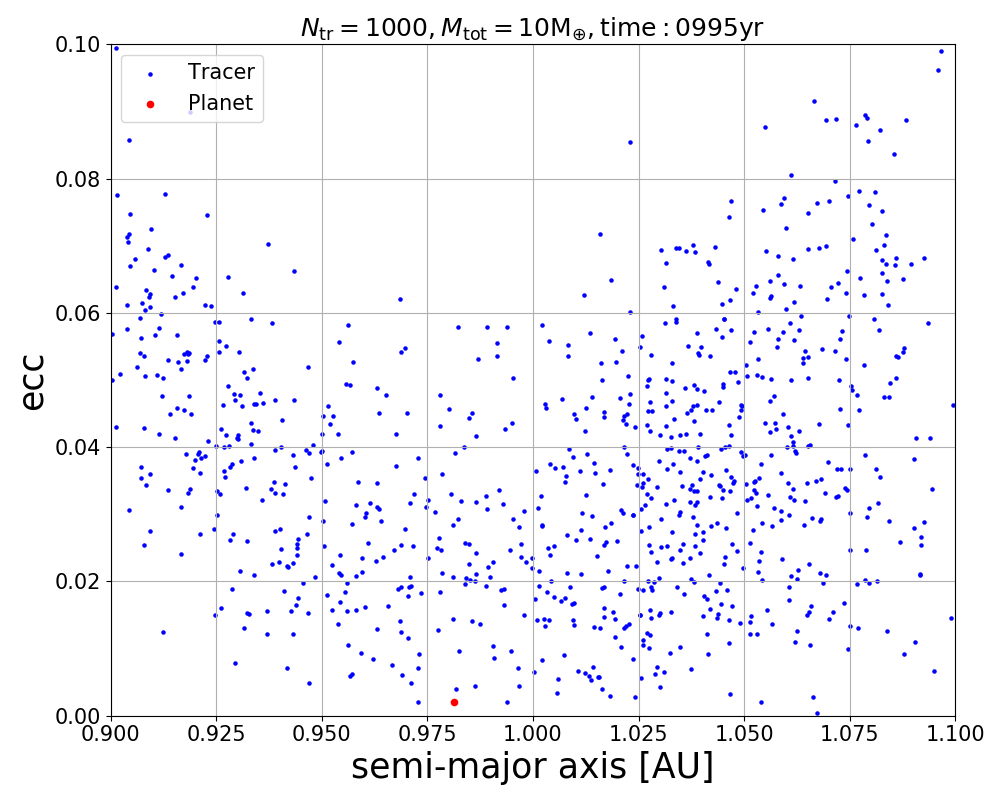 N_tr = 1000, M_tot = 10M_⊕, time : 0995yr
0.10
Tracer
Planet
0.08
0.06
ecc
0.04
0.02
0.00
0.900 0.925 0.950 0.975 1.000 1.025 1.050 1.075 1.100
semi-major axis [AU]